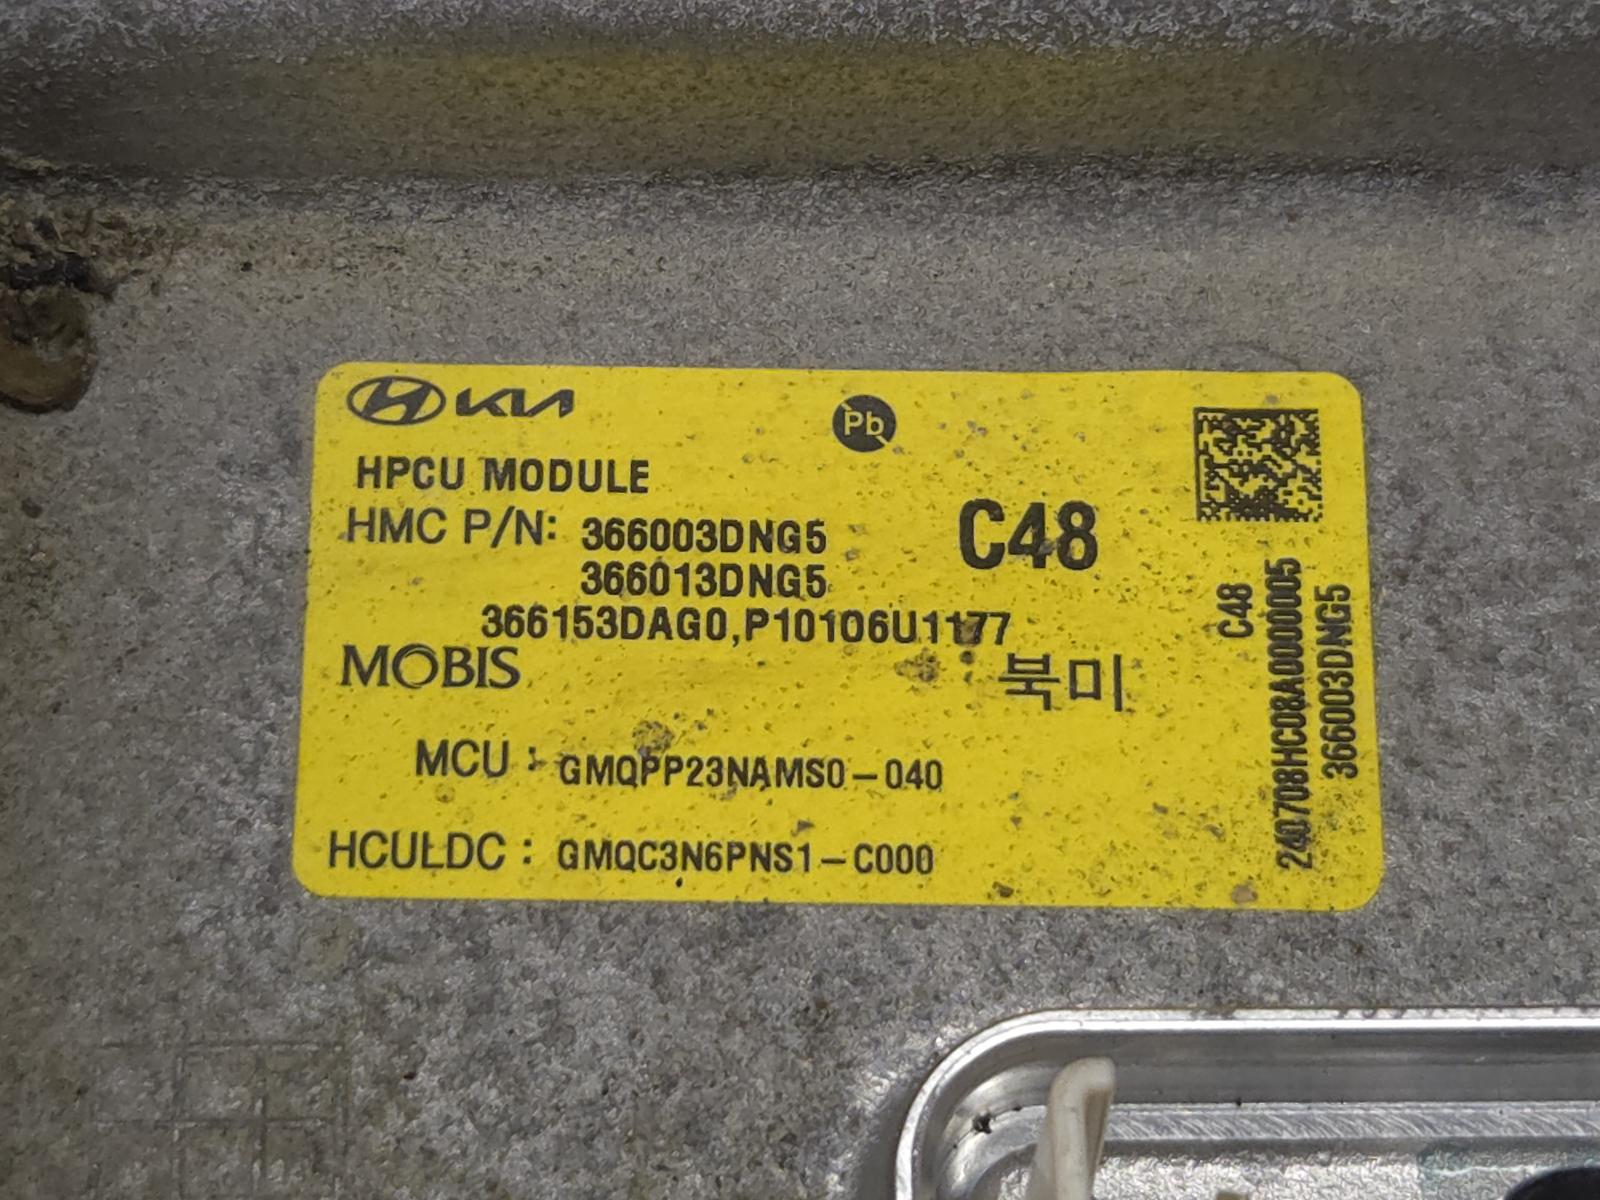 KIA
Pb
HPCU MODULE
HMC P/N: 366003DNG5
366013DNG5
C48
366153DAG0,P10106U1177
MOBIS
북미
MCU : GMQPP23NAMS0-040
HCULDC : GMQC3N6PNS1-C000
C48
240708HC08A0000005
366003DNG5